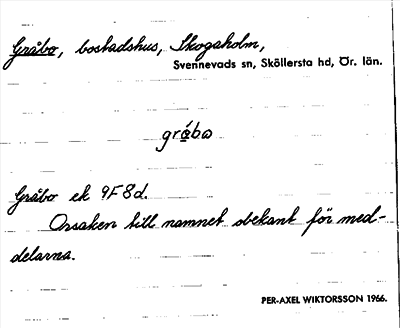 Gråbo, bostadshus, Skogaholm,
Svennevads sn, Sköllersta hd, Ör. län.
gråbo
Gråbo ek 9F8d.
Orsaken till namnet obekant för med-
delarna.
PER-AXEL WIKTORSSON 1966.